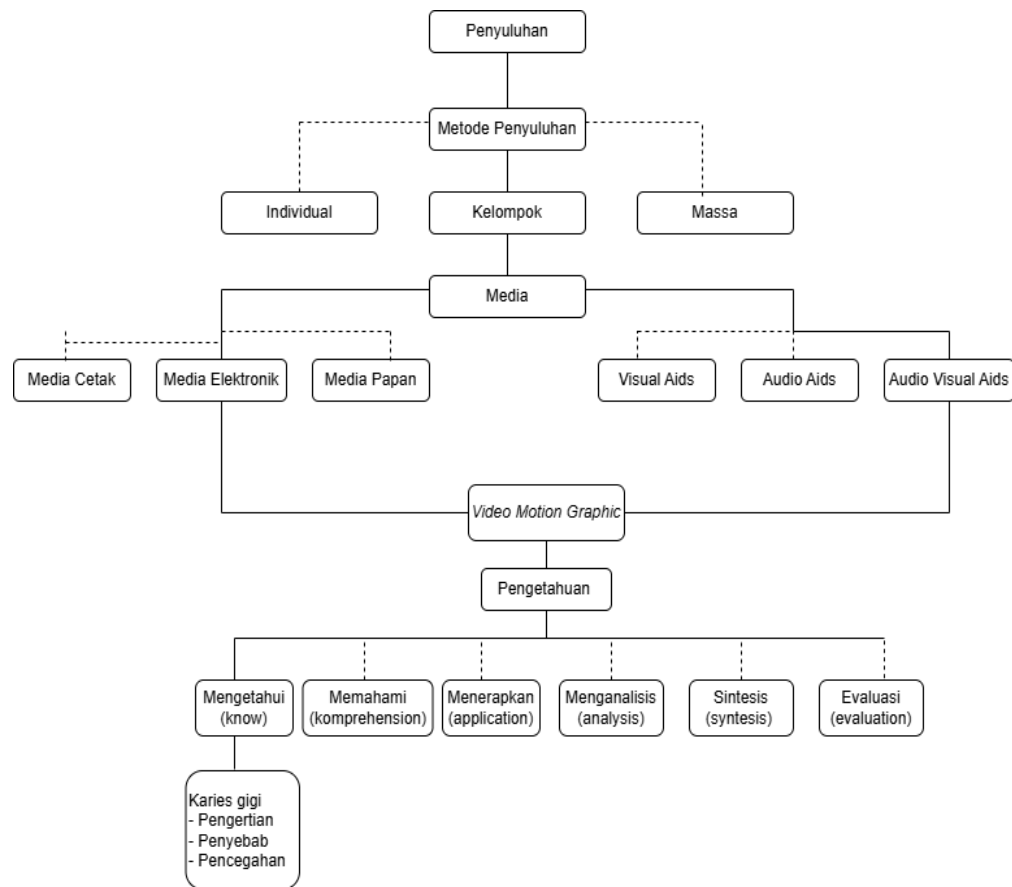 Penyuluhan
Metode Penyuluhan
Individual
Kelompok
Massa
Media
Media Cetak
Media Elektronik
Media Papan
Visual Aids
Audio Aids
Audio Visual Aids
Video Motion Graphic
Pengetahuan
Mengetahui
(know)
Memahami
(komprehension)
Menerapkan
(application)
Menganalisis
(analysis)
Sintesis
(syntesis)
Evaluasi
(evaluation)
Karies gigi
- Pengertian
- Penyebab
- Pencegahan